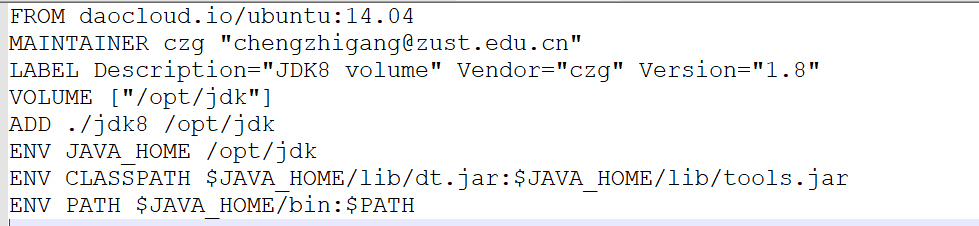 FROM daocloud.io/ubuntu:14.04
MAINTAINER czg "chengzhigang@zust.edu.cn"
LABEL Description="JDK8 volume" Vendor="czg" Version="1.8"
VOLUME ["/opt/jdk"]
ADD ./jdk8 /opt/jdk
ENV JAVA_HOME /opt/jdk
ENV CLASSPATH $JAVA_HOME/lib/dt.jar:$JAVA_HOME/lib/tools.jar
ENV PATH $JAVA_HOME/bin:$PATH